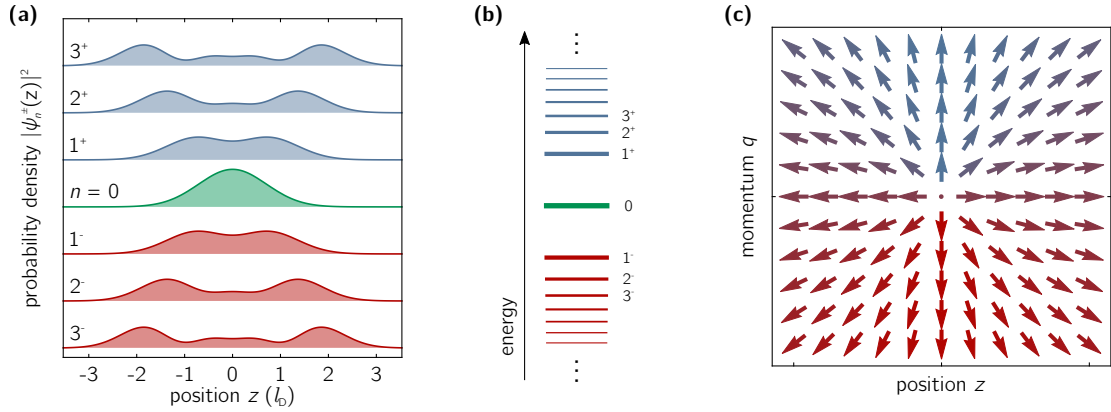 (a)
probability density |ψₙ±(z)|²
3⁺
2⁺
1⁺
n = 0
1⁻
2⁻
3⁻
-3 -2 -1 0 1 2 3
position z (l_D)
(b)
energy
3⁺
2⁺
1⁺
0
1⁻
2⁻
3⁻
(c)
momentum q
position z